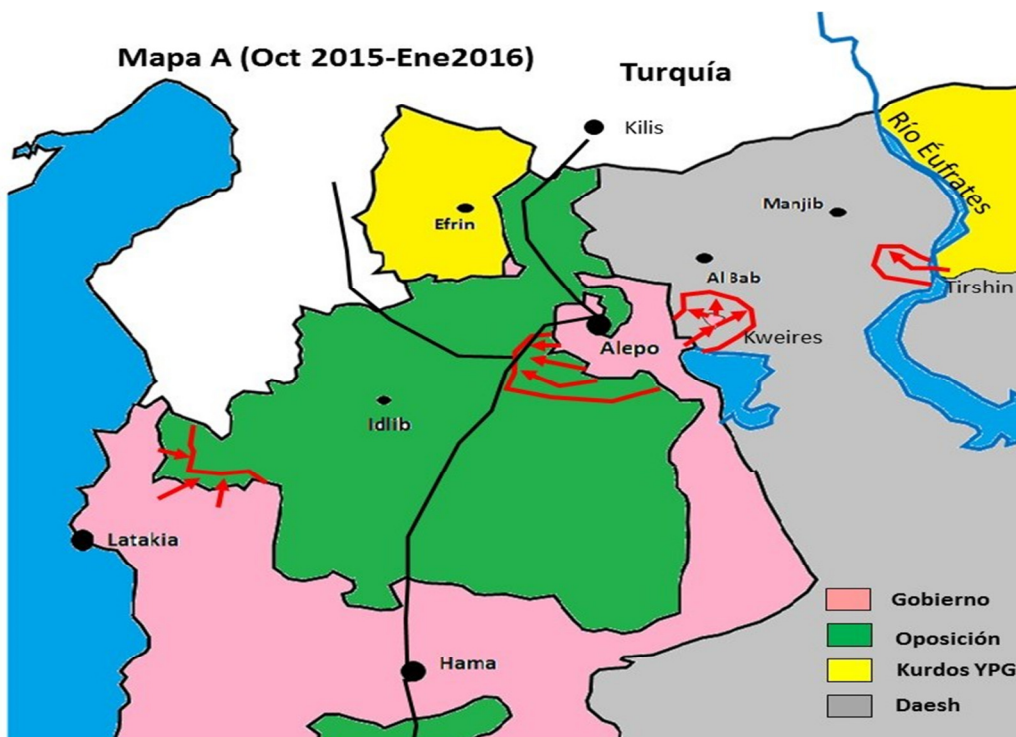 Mapa A (Oct 2015-Ene2016)
Turquía
Kilis
Río Éufrates
Manjib
Efrin
Al Bab
Tirshin
Kweires
Alepo
Idlib
Latakia
Hama
Gobierno
Oposición
Kurdos YPG
Daesh